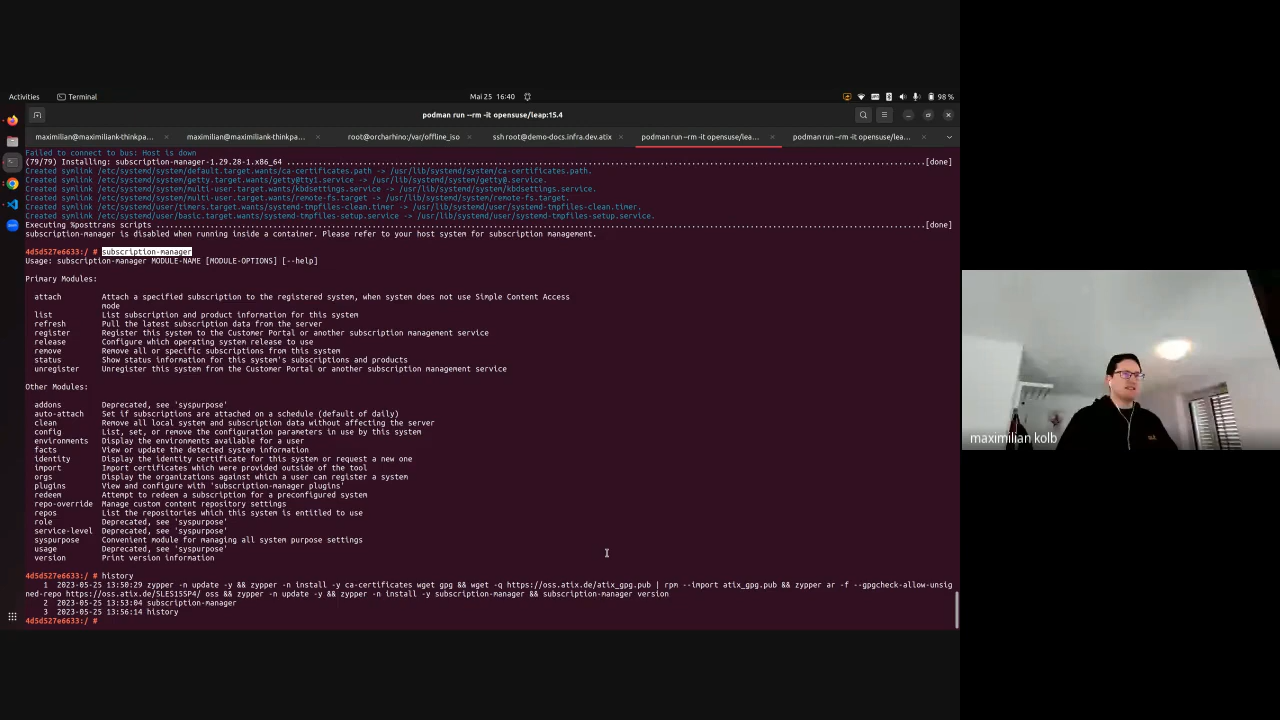 Activities Terminal Mai 25 16:40 98 %
podman run --rm -it opensuse/leap:15.4
maximilian@maximiliank-thinkpa... × maximilian@maximiliank-thinkpa... × root@orcharhino:/var/offline_iso × ssh root@demo-docs.infra.dev.atix × podman run --rm -it opensuse/lea... × podman run --rm -it opensuse/lea... ×
Failed to connect to bus: Host is down
(79/79) Installing: subscription-manager-1.29.28-1.x86_64 ...[done]
Created symlink /etc/systemd/system/default.target.wants/ca-certificates.path -> /usr/lib/systemd/system/ca-certificates.path.
Created symlink /etc/systemd/system/getty.target.wants/getty@tty1.service -> /usr/lib/systemd/system/getty@.service.
Created symlink /etc/systemd/system/multi-user.target.wants/kbdsettings.service -> /usr/lib/systemd/system/kbdsettings.service.
Created symlink /etc/systemd/system/multi-user.target.wants/remote-fs.target -> /usr/lib/systemd/system/remote-fs.target.
Created symlink /etc/systemd/user/timers.target.wants/systemd-tmpfiles-clean.timer -> /usr/lib/systemd/user/systemd-tmpfiles-clean.timer.
Created symlink /etc/systemd/user/basic.target.wants/systemd-tmpfiles-setup.service -> /usr/lib/systemd/user/systemd-tmpfiles-setup.service.
Executing %posttrans scripts ...[done]
subscription-manager is disabled when running inside a container. Please refer to your host system for subscription management.
4d5d527e6633:/ # subscription-manager
Usage: subscription-manager MODULE-NAME [MODULE-OPTIONS] [--help]
Primary Modules:
attach Attach a specified subscription to the registered system, when system does not use Simple Content Access
mode
list List subscription and product information for this system
refresh Pull the latest subscription data from the server
register Register this system to the Customer Portal or another subscription management service
release Configure which operating system release to use
remove Remove all or specific subscriptions from this system
status Show status information for this system's subscriptions and products
unregister Unregister this system from the Customer Portal or another subscription management service
Other Modules:
addons Deprecated, see 'syspurpose'
auto-attach Set if subscriptions are attached on a schedule (default of daily)
clean Remove all local system and subscription data without affecting the server
config List, set, or remove the configuration parameters in use by this system
environments Display the environments available for a user
facts View or update the detected system information
identity Display the identity certificate for this system or request a new one
import Import certificates which were provided outside of the tool
orgs Display the organizations against which a user can register a system
plugins View and configure with 'subscription-manager plugins'
redeem Attempt to redeem a subscription for a preconfigured system
repo-override Manage custom content repository settings
repos List the repositories which this system is entitled to use
role Deprecated, see 'syspurpose'
service-level Deprecated, see 'syspurpose'
syspurpose Convenient module for managing all system purpose settings
usage Deprecated, see 'syspurpose'
version Print version information
4d5d527e6633:/ # history
1 2023-05-25 13:50:29 zypper -n update -y && zypper -n install -y ca-certificates wget gpg && wget -q https://oss.atix.de/atix_gpg.pub | rpm --import atix_gpg.pub && zypper ar -f --gpgcheck-allow-unsig
ned-repo https://oss.atix.de/SLES15SP4/ oss && zypper -n update -y && zypper -n install -y subscription-manager && subscription-manager version
2 2023-05-25 13:53:04 subscription-manager
3 2023-05-25 13:56:14 history
4d5d527e6633:/ #
maximilian kolb